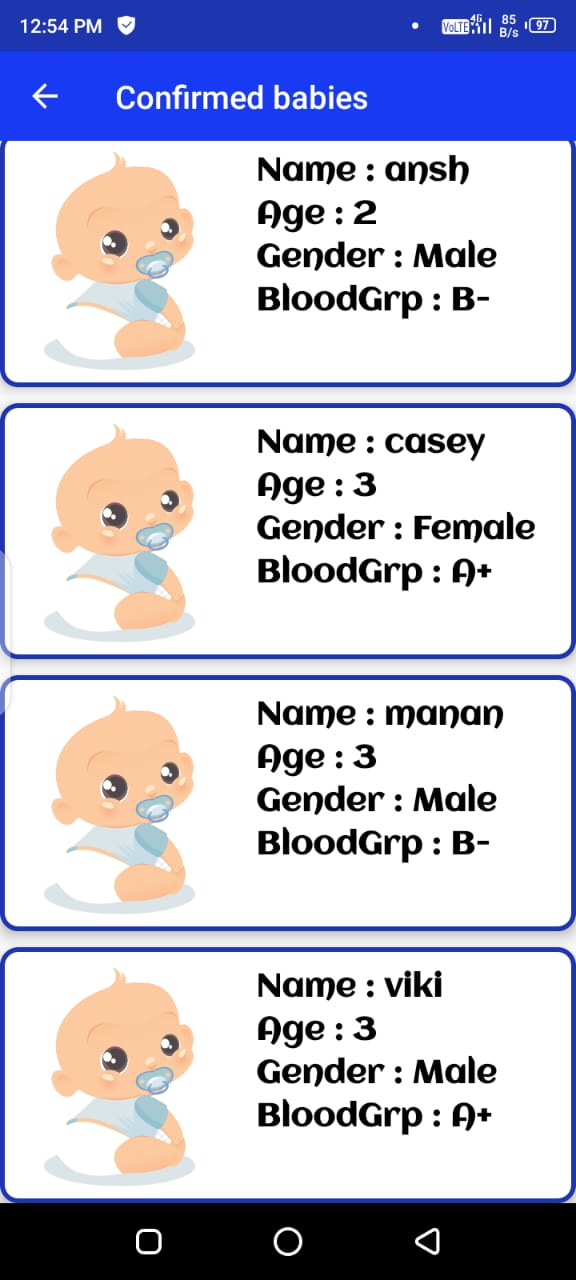 12:54 PM VoLTE 4G 85 B/s 97
Confirmed babies
Name : ansh
Age : 2
Gender : Male
BloodGrp : B-
Name : casey
Age : 3
Gender : Female
BloodGrp : A+
Name : manan
Age : 3
Gender : Male
BloodGrp : B-
Name : viki
Age : 3
Gender : Male
BloodGrp : A+